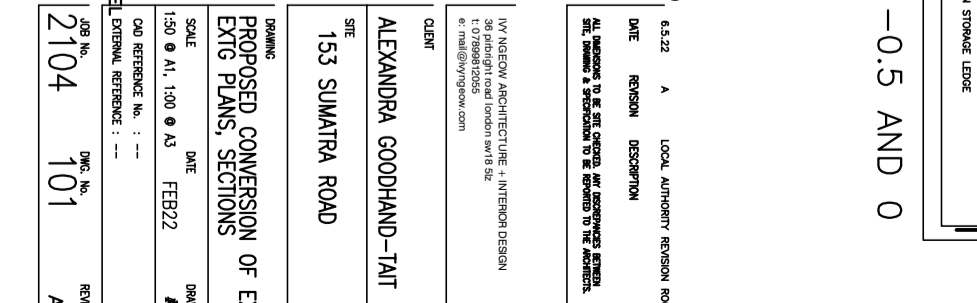 N STORAGE LEDGE
-0.5 AND 0
6.5.22 A LOCAL AUTHORITY REVISION
DATE REVISION DESCRIPTION
ALL DIMENSIONS TO BE SITE CHECKED. ANY DISCREPANCIES BETWEEN
SITE, DRAWING & SPECIFICATION TO BE REPORTED TO THE ARCHITECTS.
IVY NGEOW ARCHITECTURE + INTERIOR DESIGN
36 pirbright road london sw18 5lz
t: 07899812055
e: mail@ivyngeow.com
CLIENT
ALEXANDRA GOODHAND-TAIT
SITE
153 SUMATRA ROAD
DRAWING
PROPOSED CONVERSION OF
EXTG PLANS, SECTIONS
SCALE DATE
1:50 @ A1, 1:00 @ A3 FEB22
CAD REFERENCE No. : --
EXTERNAL REFERENCE : --
JOB No. DWG. No.
2104 101